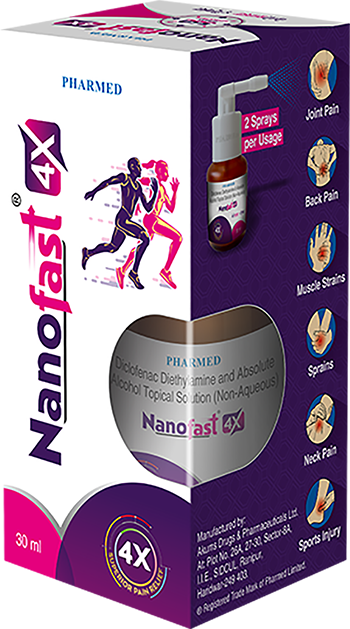 PHARMED
Nanofast® 4X
PHARMED
Diclofenac Diethylamine and Absolute
Alcohol Topical Solution (Non-Aqueous)
Nanofast® 4X
30 ml
4X
SUPERIOR PAIN RELIEF
2 Sprays
per Usage
PHARMED
Joint Pain
Back Pain
Muscle Strains
Sprains
Neck Pain
Sports Injury
Manufactured by:
Akums Drugs & Pharmaceuticals Ltd.
At: Plot No. 26A, 27-30, Sector-8A,
I.I.E., SIDCUL, Ranipur,
Haridwar-249 403.
® Registered Trade Mark of Pharmed Limited.